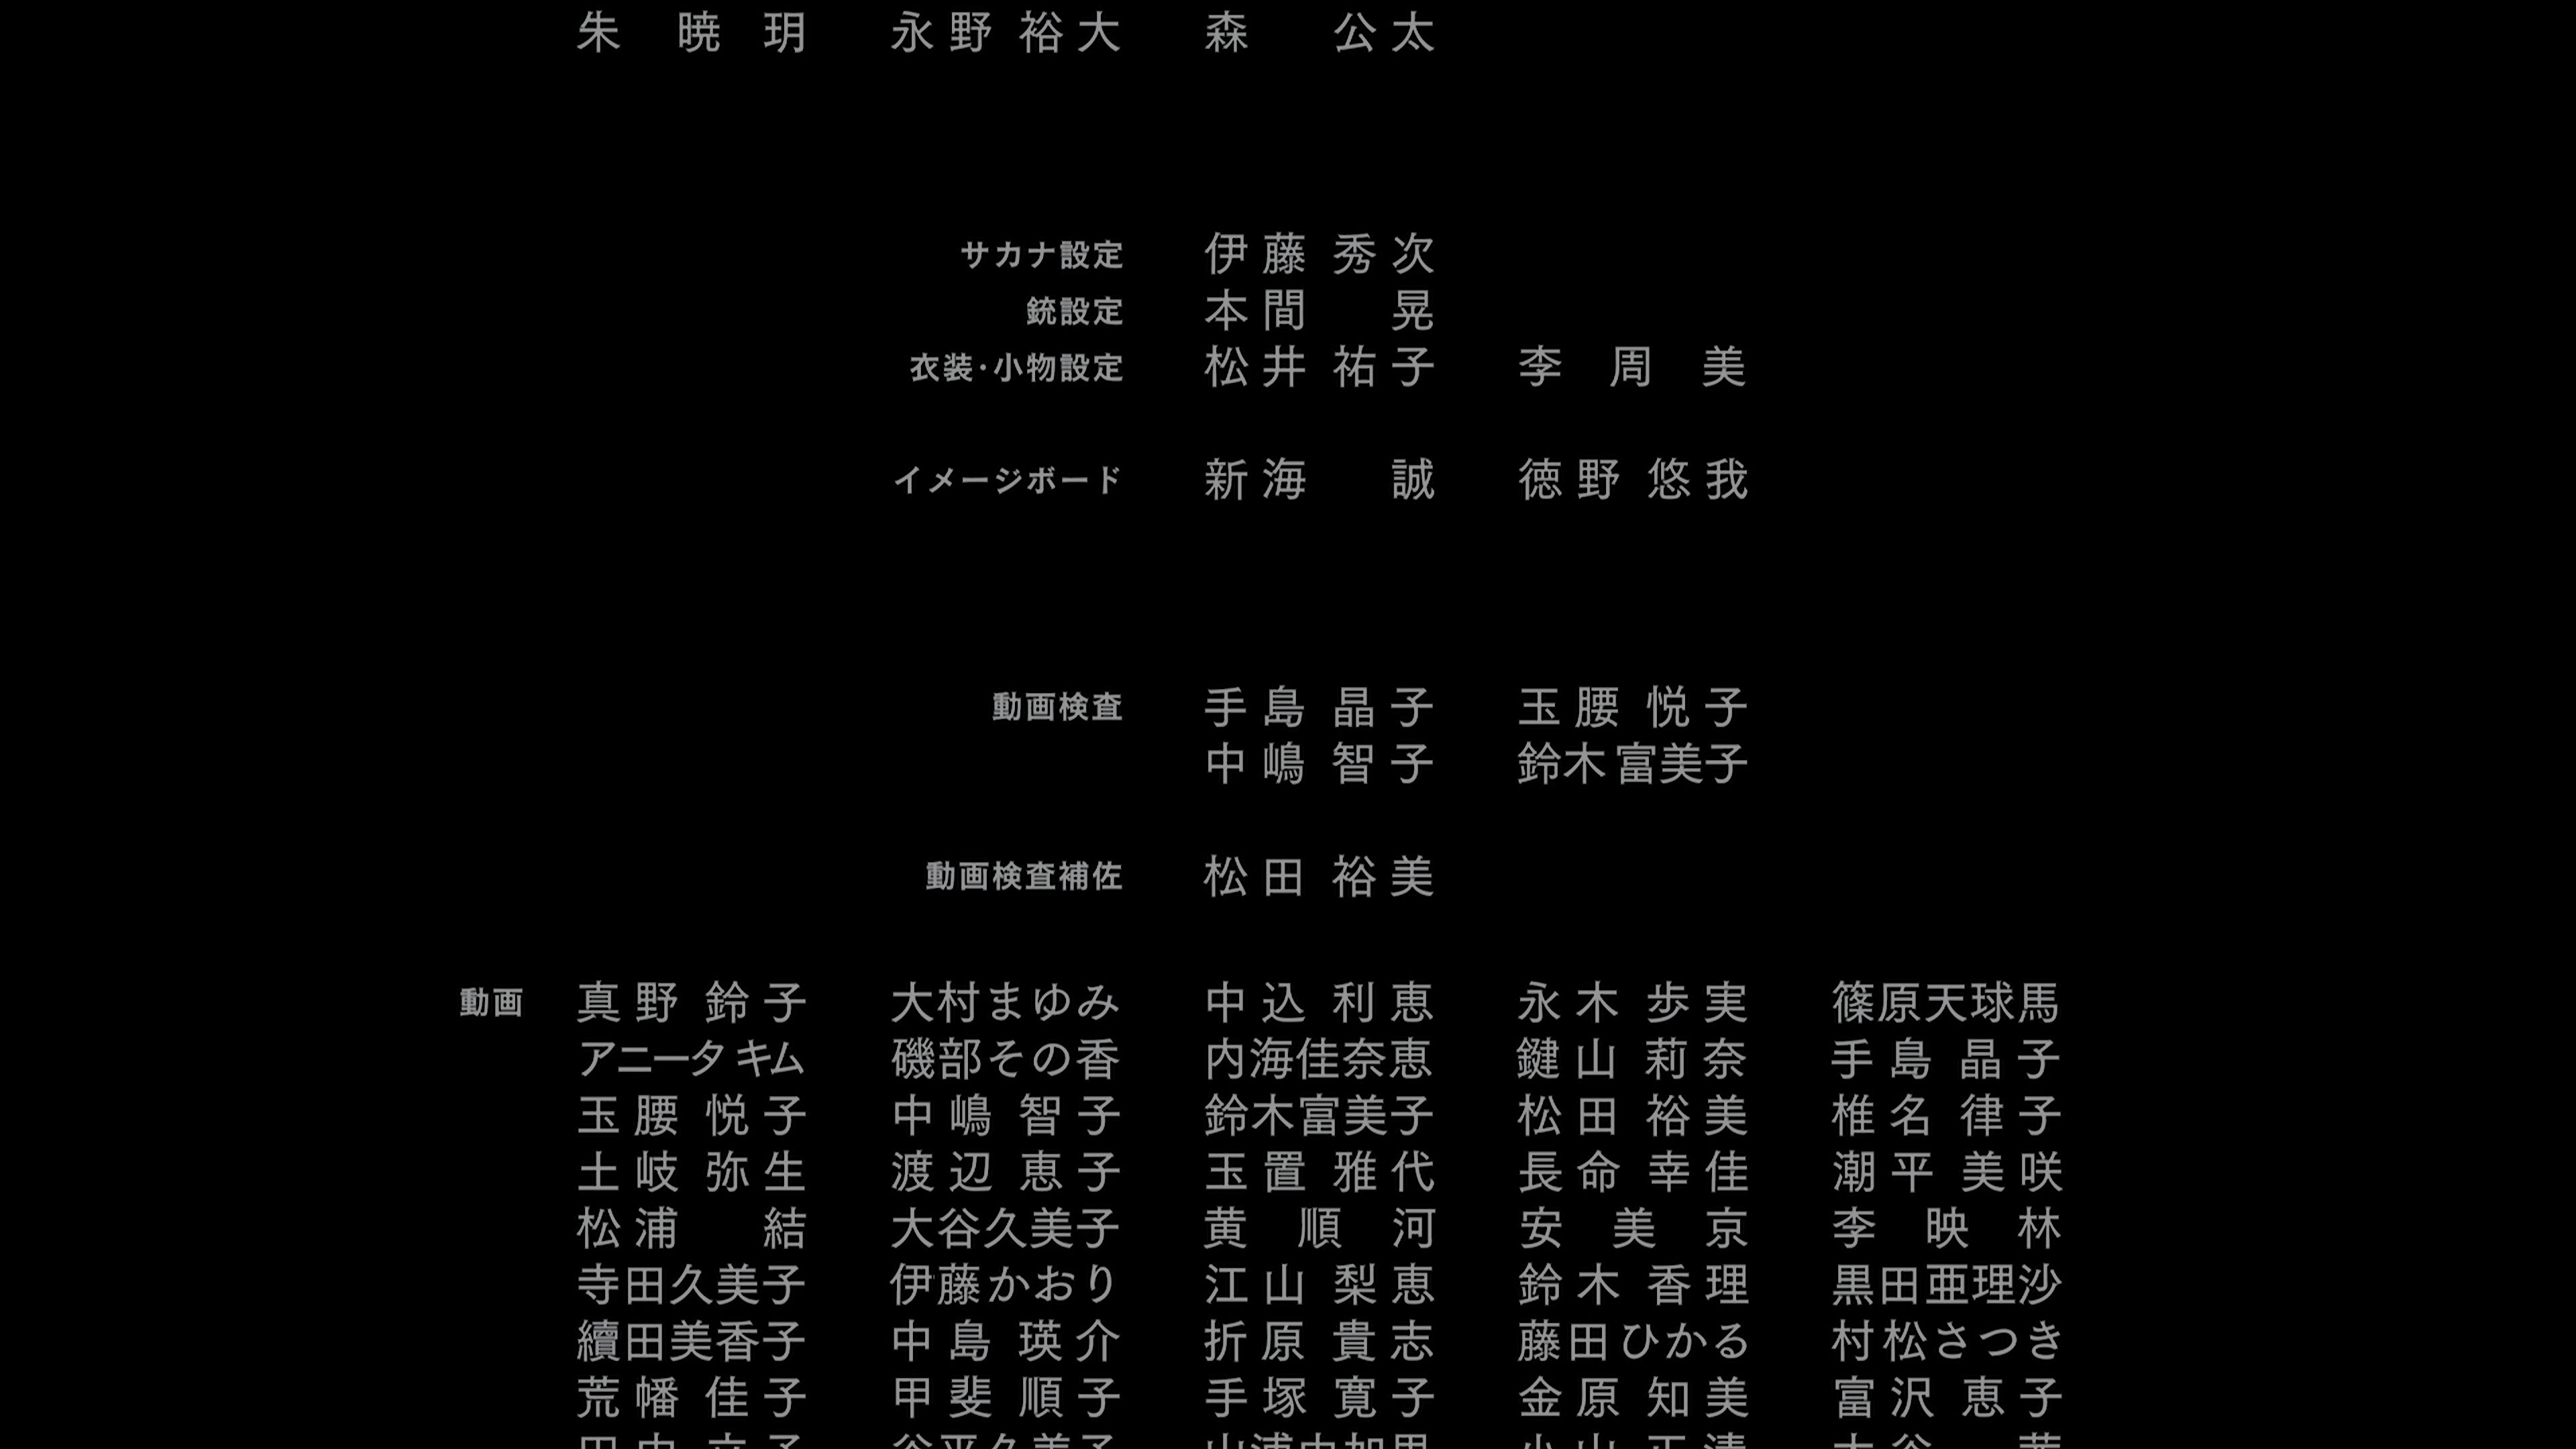 朱 暁 玥 永野 裕大 森 公太
サカナ設定 伊藤 秀次
銃設定 本間 晃
衣装・小物設定 松井 祐子 李 周 美
イメージボード 新海 誠 徳野 悠我
動画検査 手島 晶子 玉腰 悦子
中嶋 智子 鈴木富美子
動画検査補佐 松田 裕美
動画 真野 鈴子 大村まゆみ 中込 利恵 永木 歩実 篠原天球馬
アニータ キム 磯部その香 内海佳奈恵 鍵山 莉奈 手島 晶子
玉腰 悦子 中嶋 智子 鈴木富美子 松田 裕美 椎名 律子
土岐 弥生 渡辺 恵子 玉置 雅代 長命 幸佳 潮平 美咲
松浦 結 大谷久美子 黄 順 河 安 美 京 李 映 林
寺田久美子 伊藤かおり 江山 梨恵 鈴木 香理 黒田亜理沙
續田美香子 中島 瑛介 折原 貴志 藤田ひかる 村松さつき
荒幡 佳子 甲斐 順子 手塚 寛子 金原 知美 富沢 恵子